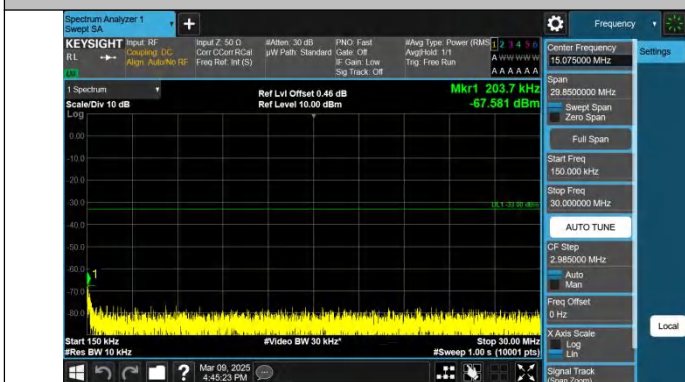 Spectrum Analyzer 1
Swept SA
Frequency
KEYSIGHT
Input: RF
Input Z: 50 Ω
#Atten: 30 dB
PNO: Fast
#Avg Type: Power (RMS)
1 2 3 4 5 6
RL
Coupling: DC
Corr CCorr RCal
µW Path: Standard
Gate: Off
Avg|Hold: 1/1
A W W W W W
Align: Auto/No RF
Freq Ref: Int (S)
IF Gain: Low
Trig: Free Run
Sig Track: Off
A A A A A A
Center Frequency
15.075000 MHz
Settings
1 Spectrum
Scale/Div 10 dB
Ref Lvl Offset 0.46 dB
Ref Level 10.00 dBm
Mkr1 203.7 kHz
-67.581 dBm
Log
0.00
-10.0
-20.0
-30.0
-40.0
-50.0
-60.0
-70.0
-80.0
DL1 -33.00 dBm
1
Start 150 kHz
#Video BW 30 kHz*
Stop 30.00 MHz
#Res BW 10 kHz
#Sweep 1.00 s (10001 pts)
Span
29.8500000 MHz
Swept Span
Zero Span
Full Span
Start Freq
150.000 kHz
Stop Freq
30.000000 MHz
AUTO TUNE
CF Step
2.985000 MHz
Auto
Man
Freq Offset
0 Hz
X Axis Scale
Log
Lin
Local
Signal Track
(Span Zoom)
Mar 09, 2025
4:45:23 PM